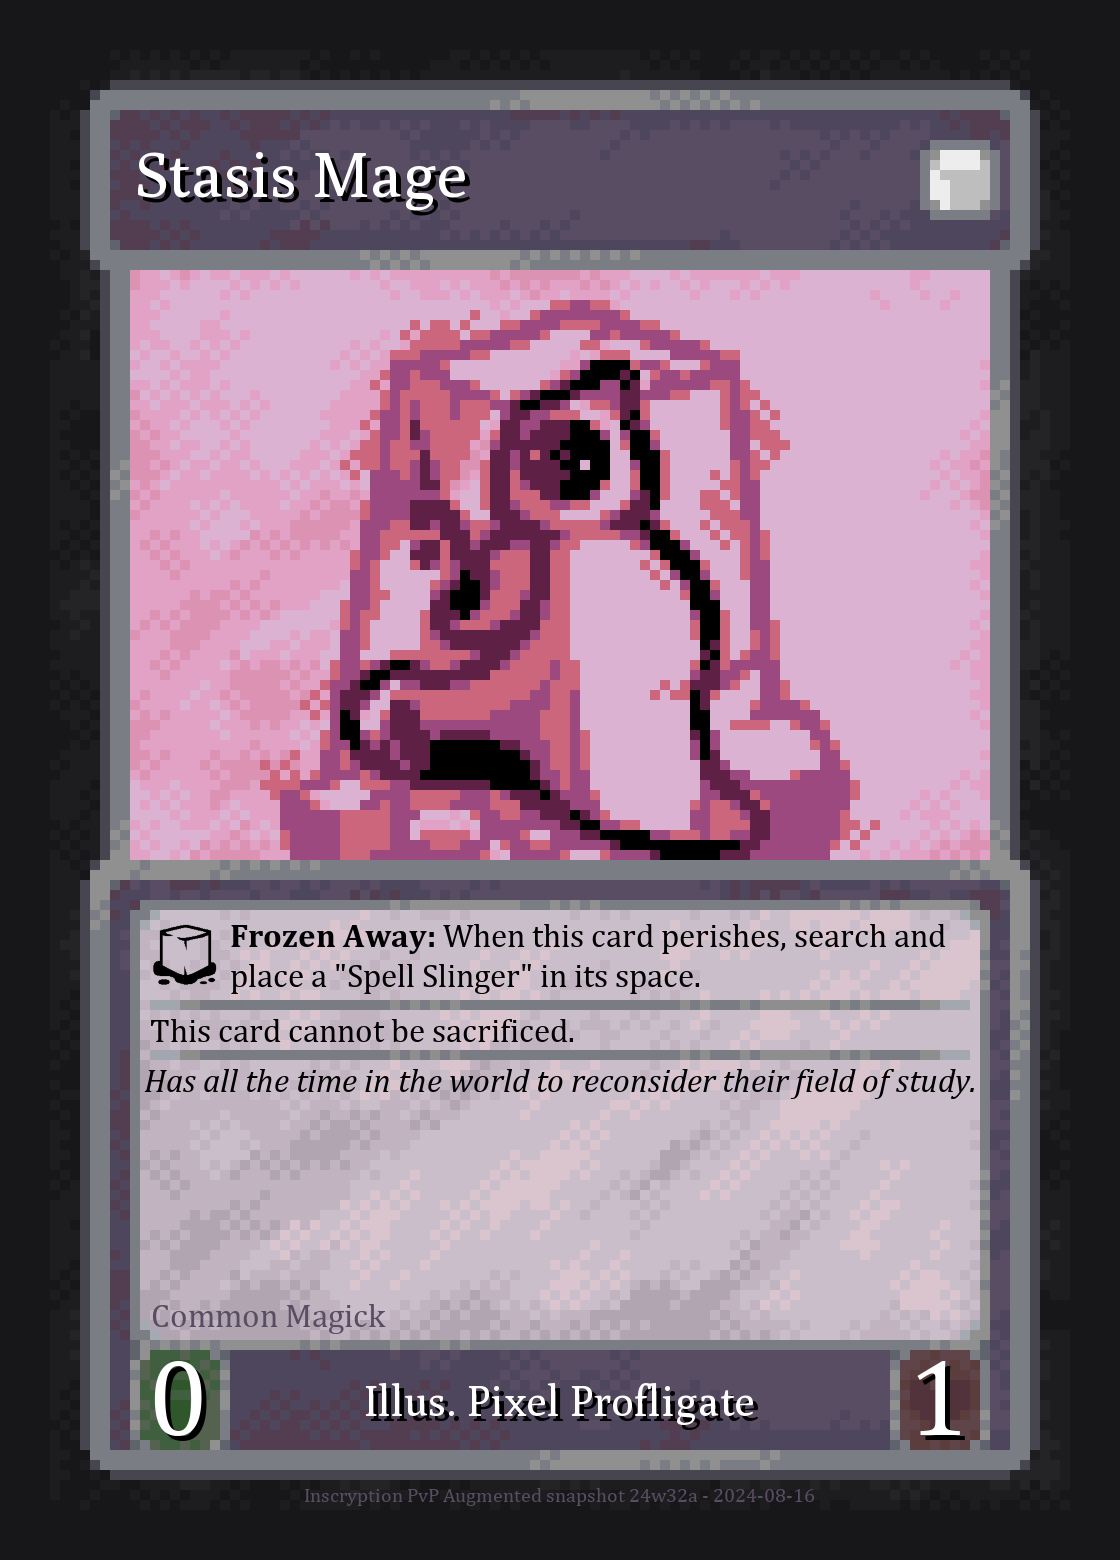 Stasis Mage
Frozen Away: When this card perishes, search and
place a "Spell Slinger" in its space.
This card cannot be sacrificed.
Has all the time in the world to reconsider their field of study.
Common Magick
0
Illus. Pixel Profligate
1
Inscryption PvP Augmented snapshot 24w32a - 2024-08-16